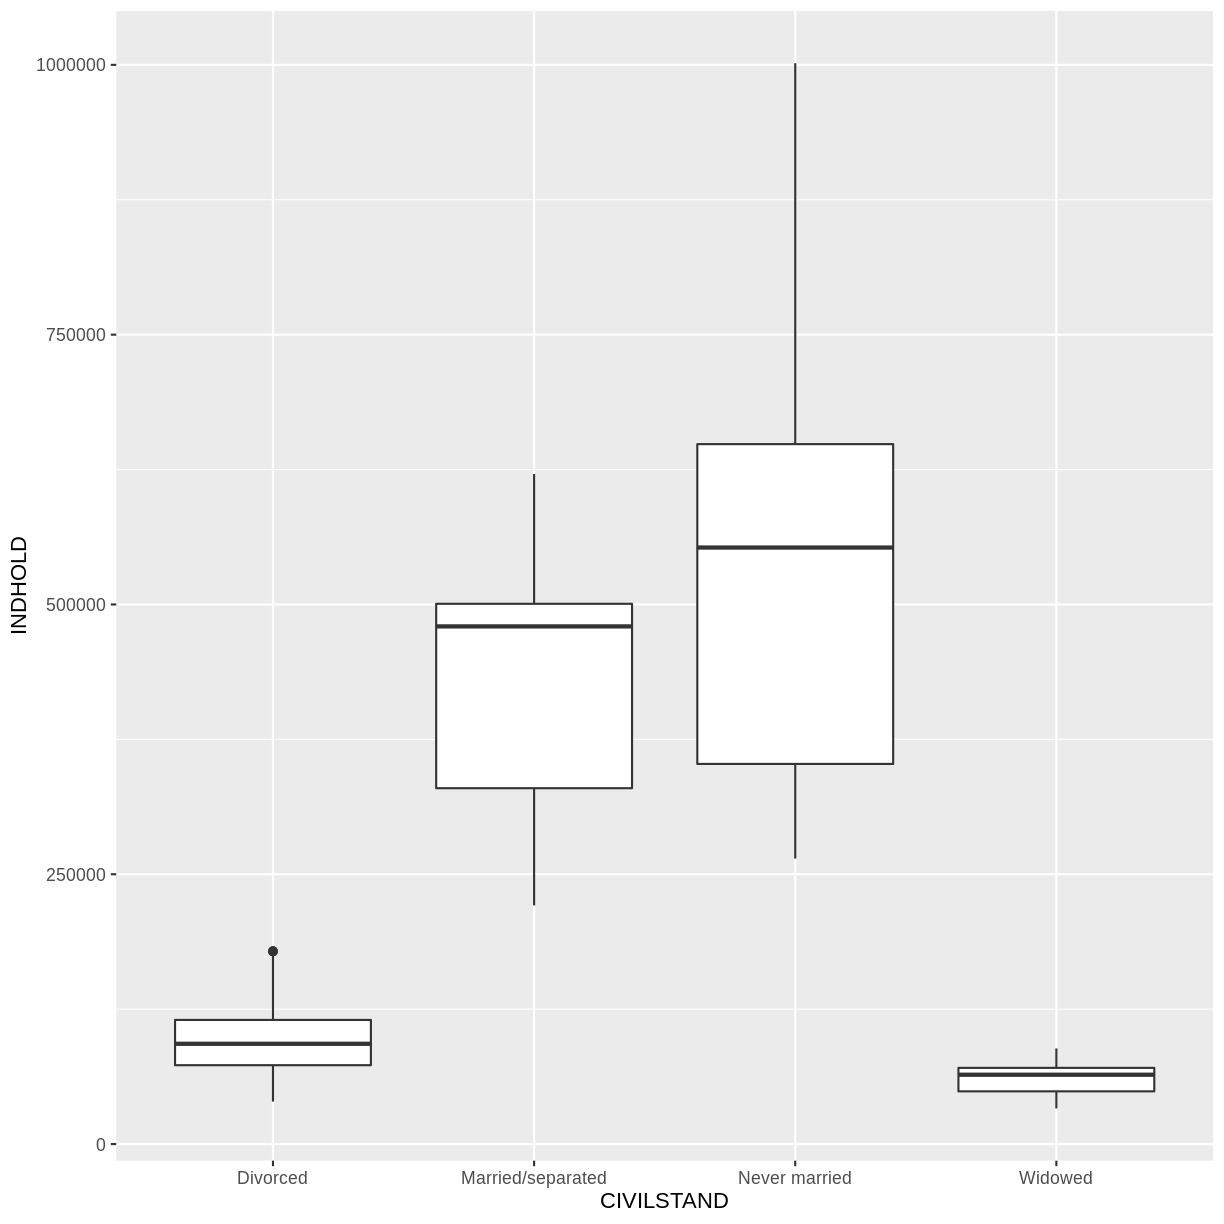 1000000
750000
500000
250000
0
INDHOLD
Divorced
Married/separated
Never married
Widowed
CIVILSTAND